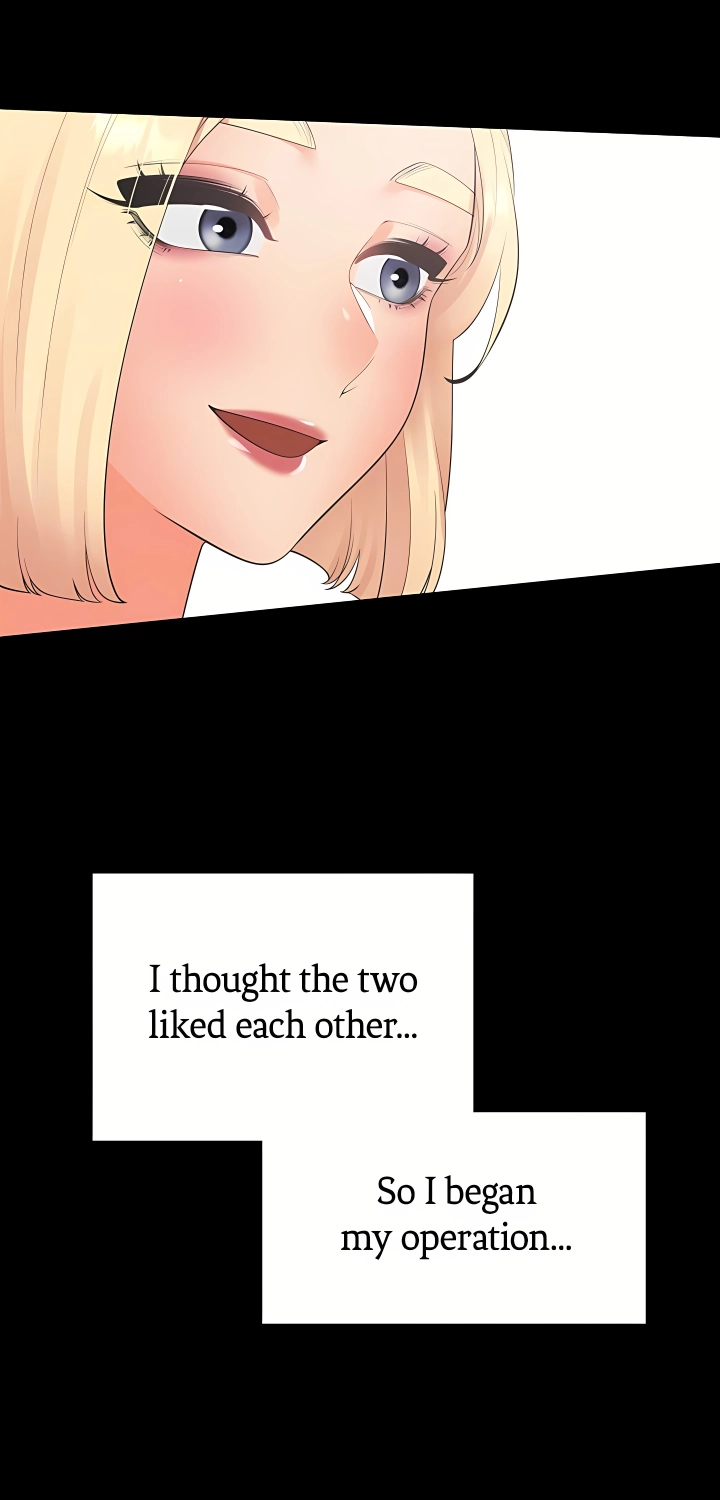 I thought the two
liked each other...
So I began
my operation...